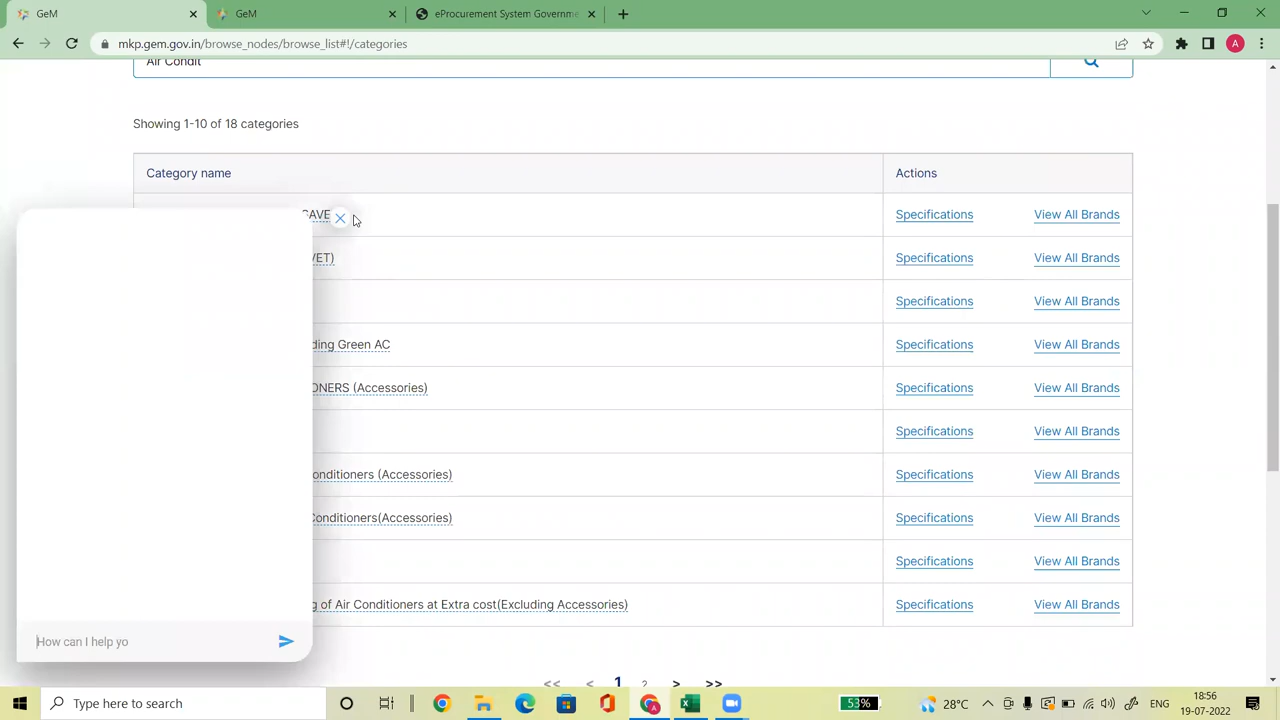 GeM
GeM
eProcurement System Governme
mkp.gem.gov.in/browse_nodes/browse_list#!/categories
A
Air Condit
Showing 1-10 of 18 categories
Category name Actions
SAVE Specifications View All Brands
VET) Specifications View All Brands
Specifications View All Brands
ding Green AC Specifications View All Brands
ONERS (Accessories) Specifications View All Brands
Specifications View All Brands
onditioners (Accessories) Specifications View All Brands
Conditioners(Accessories) Specifications View All Brands
Specifications View All Brands
g of Air Conditioners at Extra cost(Excluding Accessories) Specifications View All Brands
How can I help yo
<< < 1 2 > >>
Type here to search
53%
28°C
ENG
18:56
19-07-2022